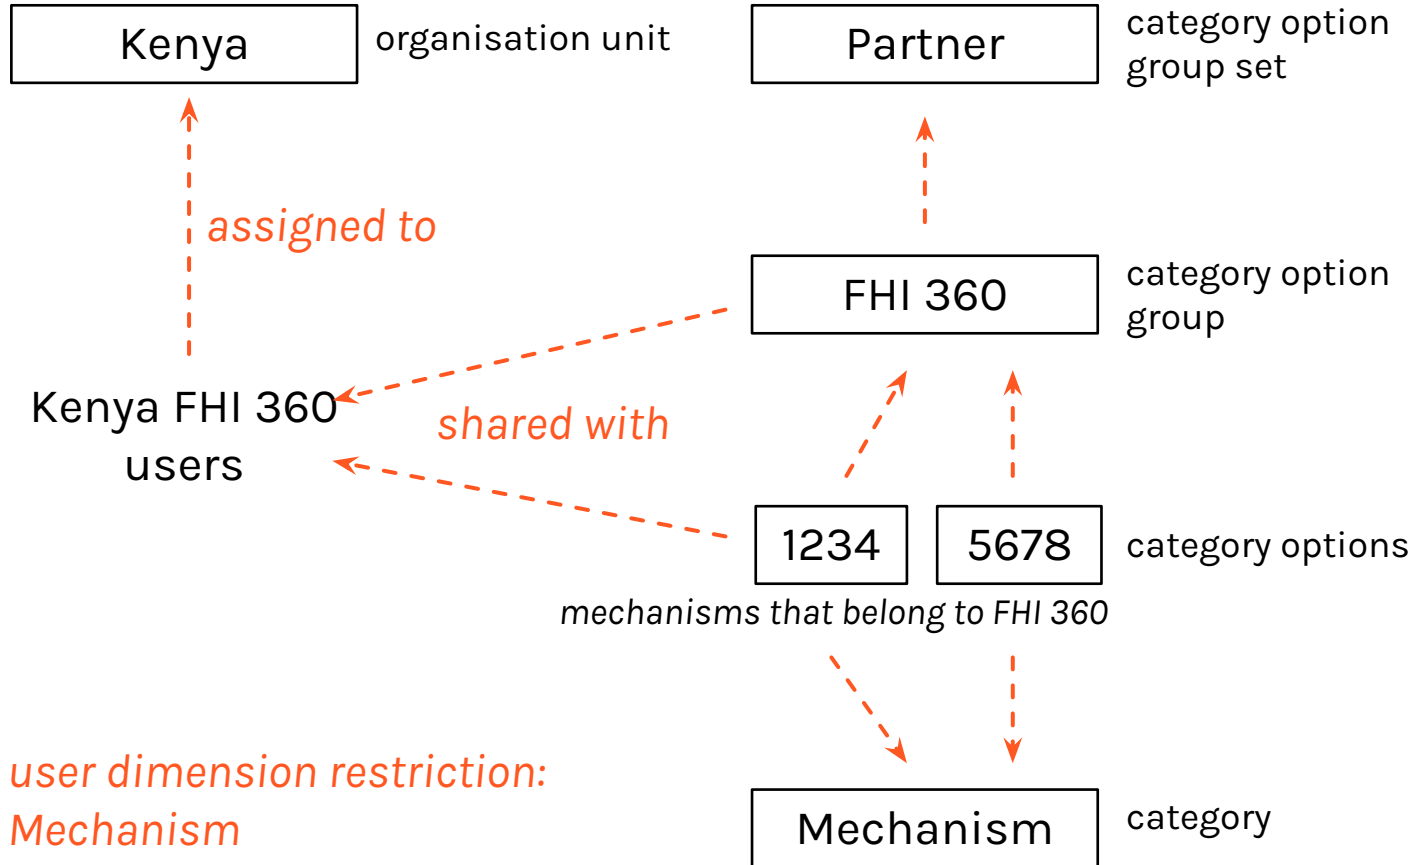 Kenya
organisation unit
Partner
category option
group set
assigned to
FHI 360
category option
group
Kenya FHI 360
users
shared with
1234
5678
category options
mechanisms that belong to FHI 360
user dimension restriction:
Mechanism
Mechanism
category